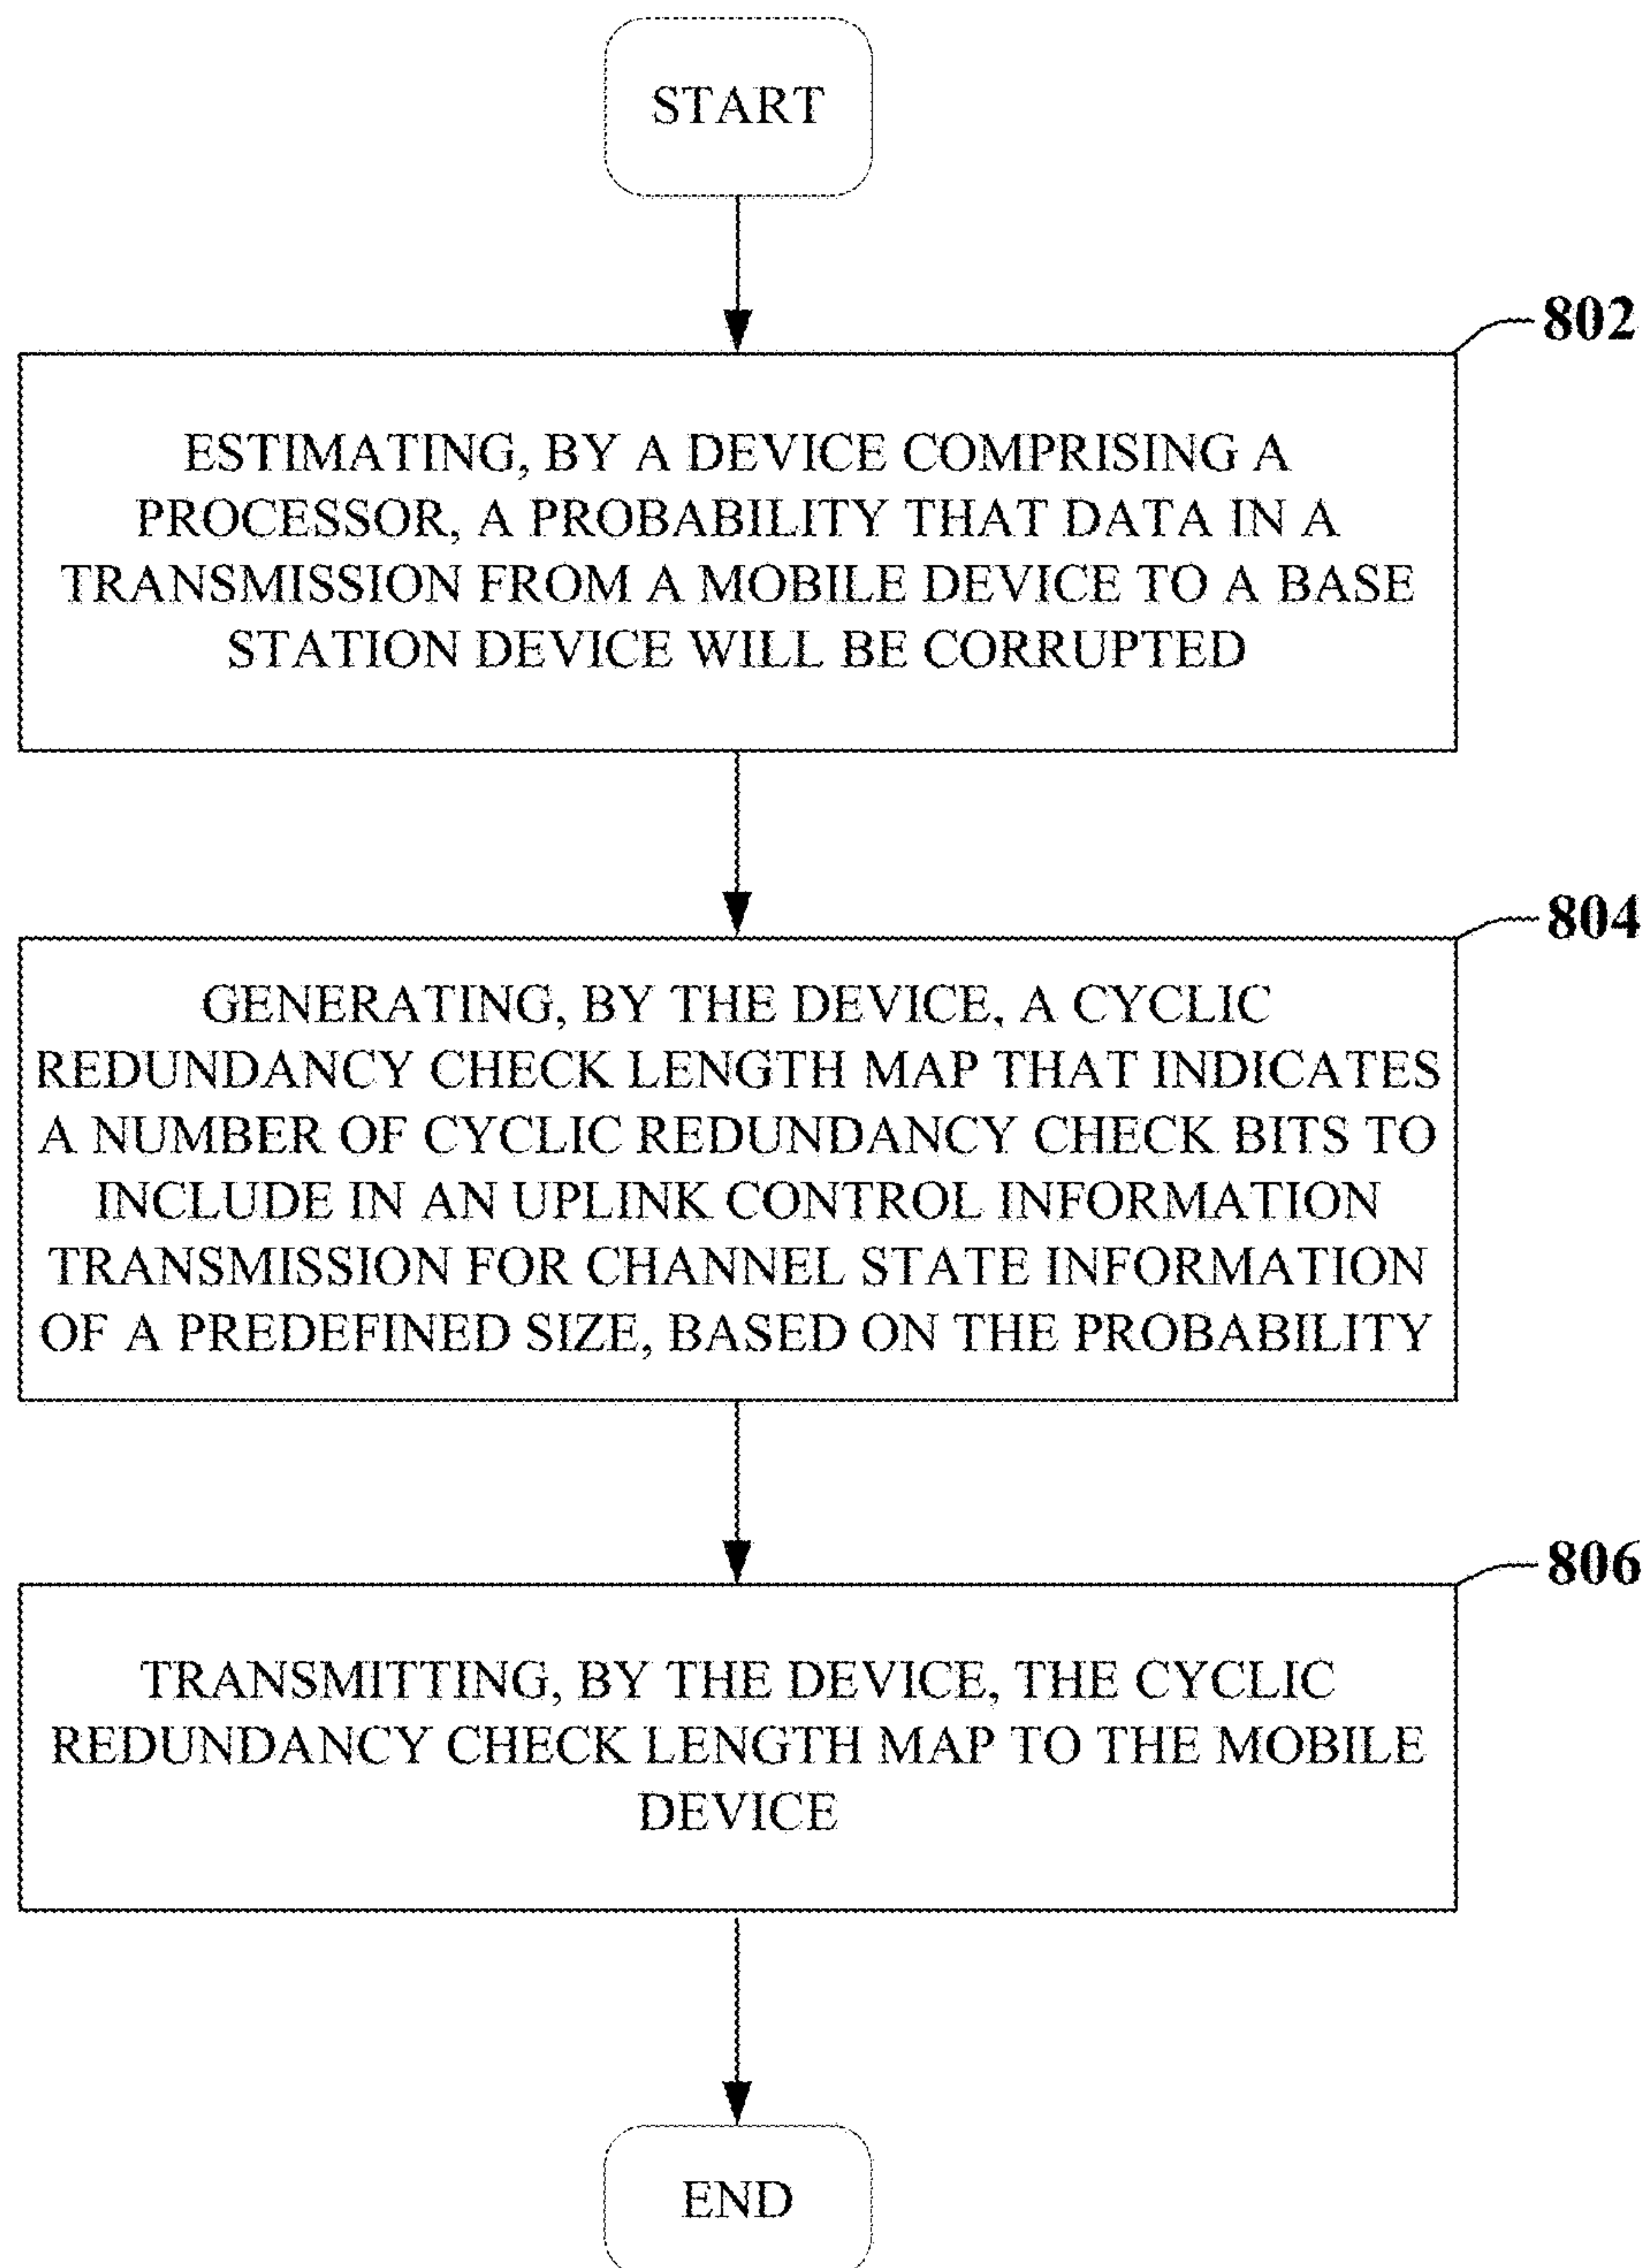 START
802
ESTIMATING, BY A DEVICE COMPRISING A
PROCESSOR, A PROBABILITY THAT DATA IN A
TRANSMISSION FROM A MOBILE DEVICE TO A BASE
STATION DEVICE WILL BE CORRUPTED
804
GENERATING, BY THE DEVICE, A CYCLIC
REDUNDANCY CHECK LENGTH MAP THAT INDICATES
A NUMBER OF CYCLIC REDUNDANCY CHECK BITS TO
INCLUDE IN AN UPLINK CONTROL INFORMATION
TRANSMISSION FOR CHANNEL STATE INFORMATION
OF A PREDEFINED SIZE, BASED ON THE PROBABILITY
806
TRANSMITTING, BY THE DEVICE, THE CYCLIC
REDUNDANCY CHECK LENGTH MAP TO THE MOBILE
DEVICE
END